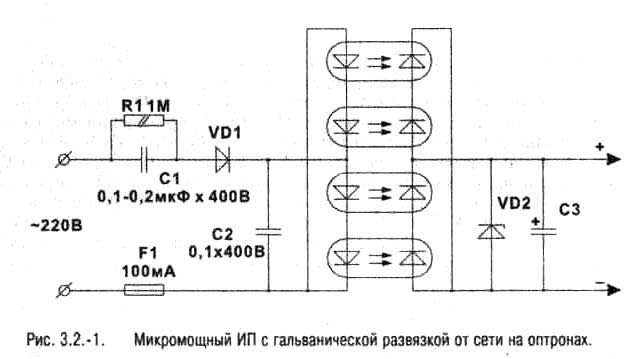 R1 1М
VD1
C1
0,1-0,2мкФ х 400В
~220В
F1
100мА
C2
0,1х400В
VD2
C3
+
+
−
Рис. 3.2.-1. Микромощный ИП с гальванической развязкой от сети на оптронах.